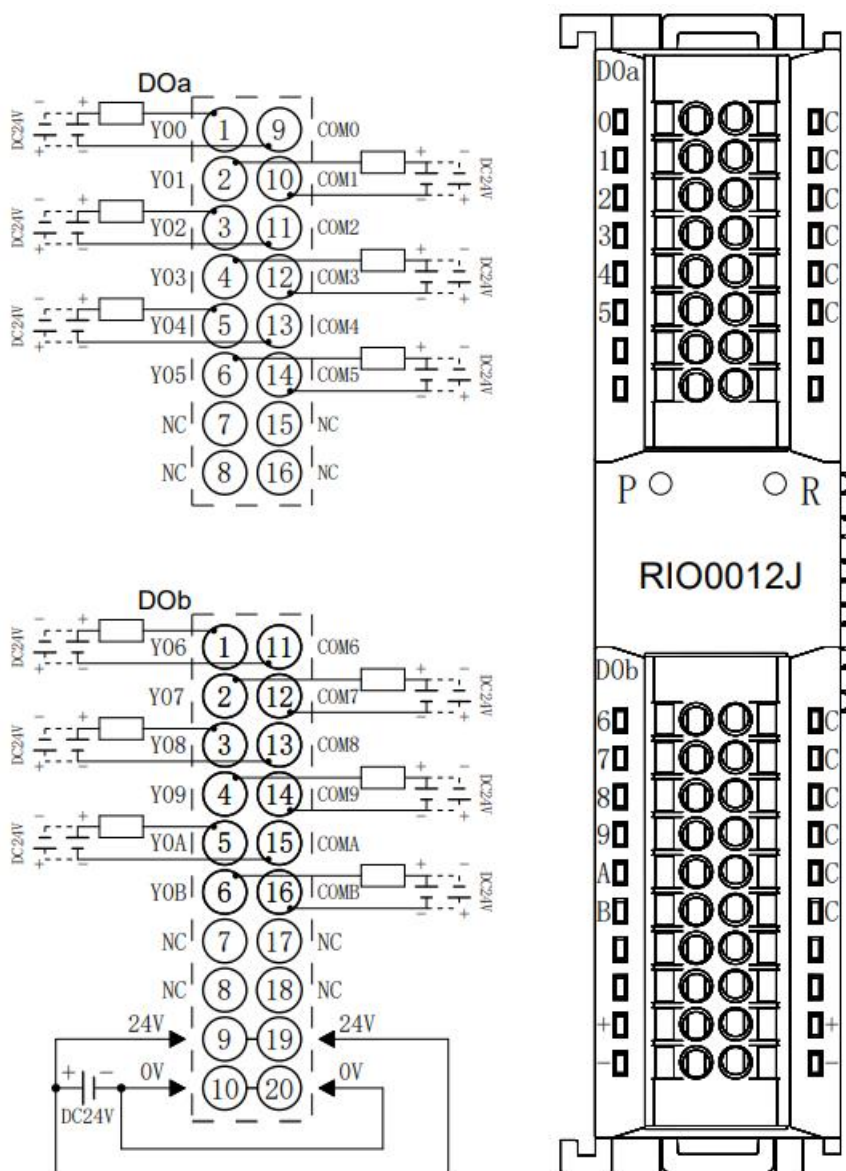 DOa
- +
DC24V
+ -
Y00 1 9 COM0
Y01 2 10 COM1
+ -
DC24V
- +
- +
DC24V
+ -
Y02 3 11 COM2
Y03 4 12 COM3
+ -
DC24V
- +
- +
DC24V
+ -
Y04 5 13 COM4
Y05 6 14 COM5
+ -
DC24V
- +
NC 7 15 NC
NC 8 16 NC
DOb
- +
DC24V
+ -
Y06 1 11 COM6
Y07 2 12 COM7
+ -
DC24V
- +
- +
DC24V
+ -
Y08 3 13 COM8
Y09 4 14 COM9
+ -
DC24V
- +
- +
DC24V
+ -
Y0A 5 15 COMA
Y0B 6 16 COMB
+ -
DC24V
- +
NC 7 17 NC
NC 8 18 NC
24V 9 19 24V
+ - 0V 10 20 0V
DC24V
DOa
0 C
1 C
2 C
3 C
4 C
5 C
P R
RIO0012J
DOb
6 C
7 C
8 C
9 C
A C
B C
+ +
- -